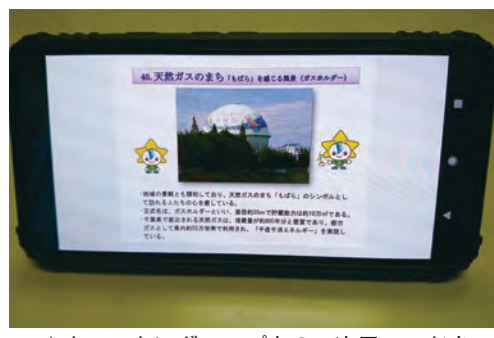 40. 天然ガスのまち「もばら」を感じる風景（ガスホルダー）
・地域の景観とも調和しており、天然ガスのまち「もばら」のシンボルとし
て訪れる人たちの心を癒している。
・正式名は、ガスホルダーといい、直径約30mで貯蔵能力は約10万㎥である。
・千葉県で産出される天然ガスは、埋蔵量が約800年分と豊富であり、都市
ガスとして県内約55万世帯で利用され、「千産千消エネルギー」を実現し
ている。